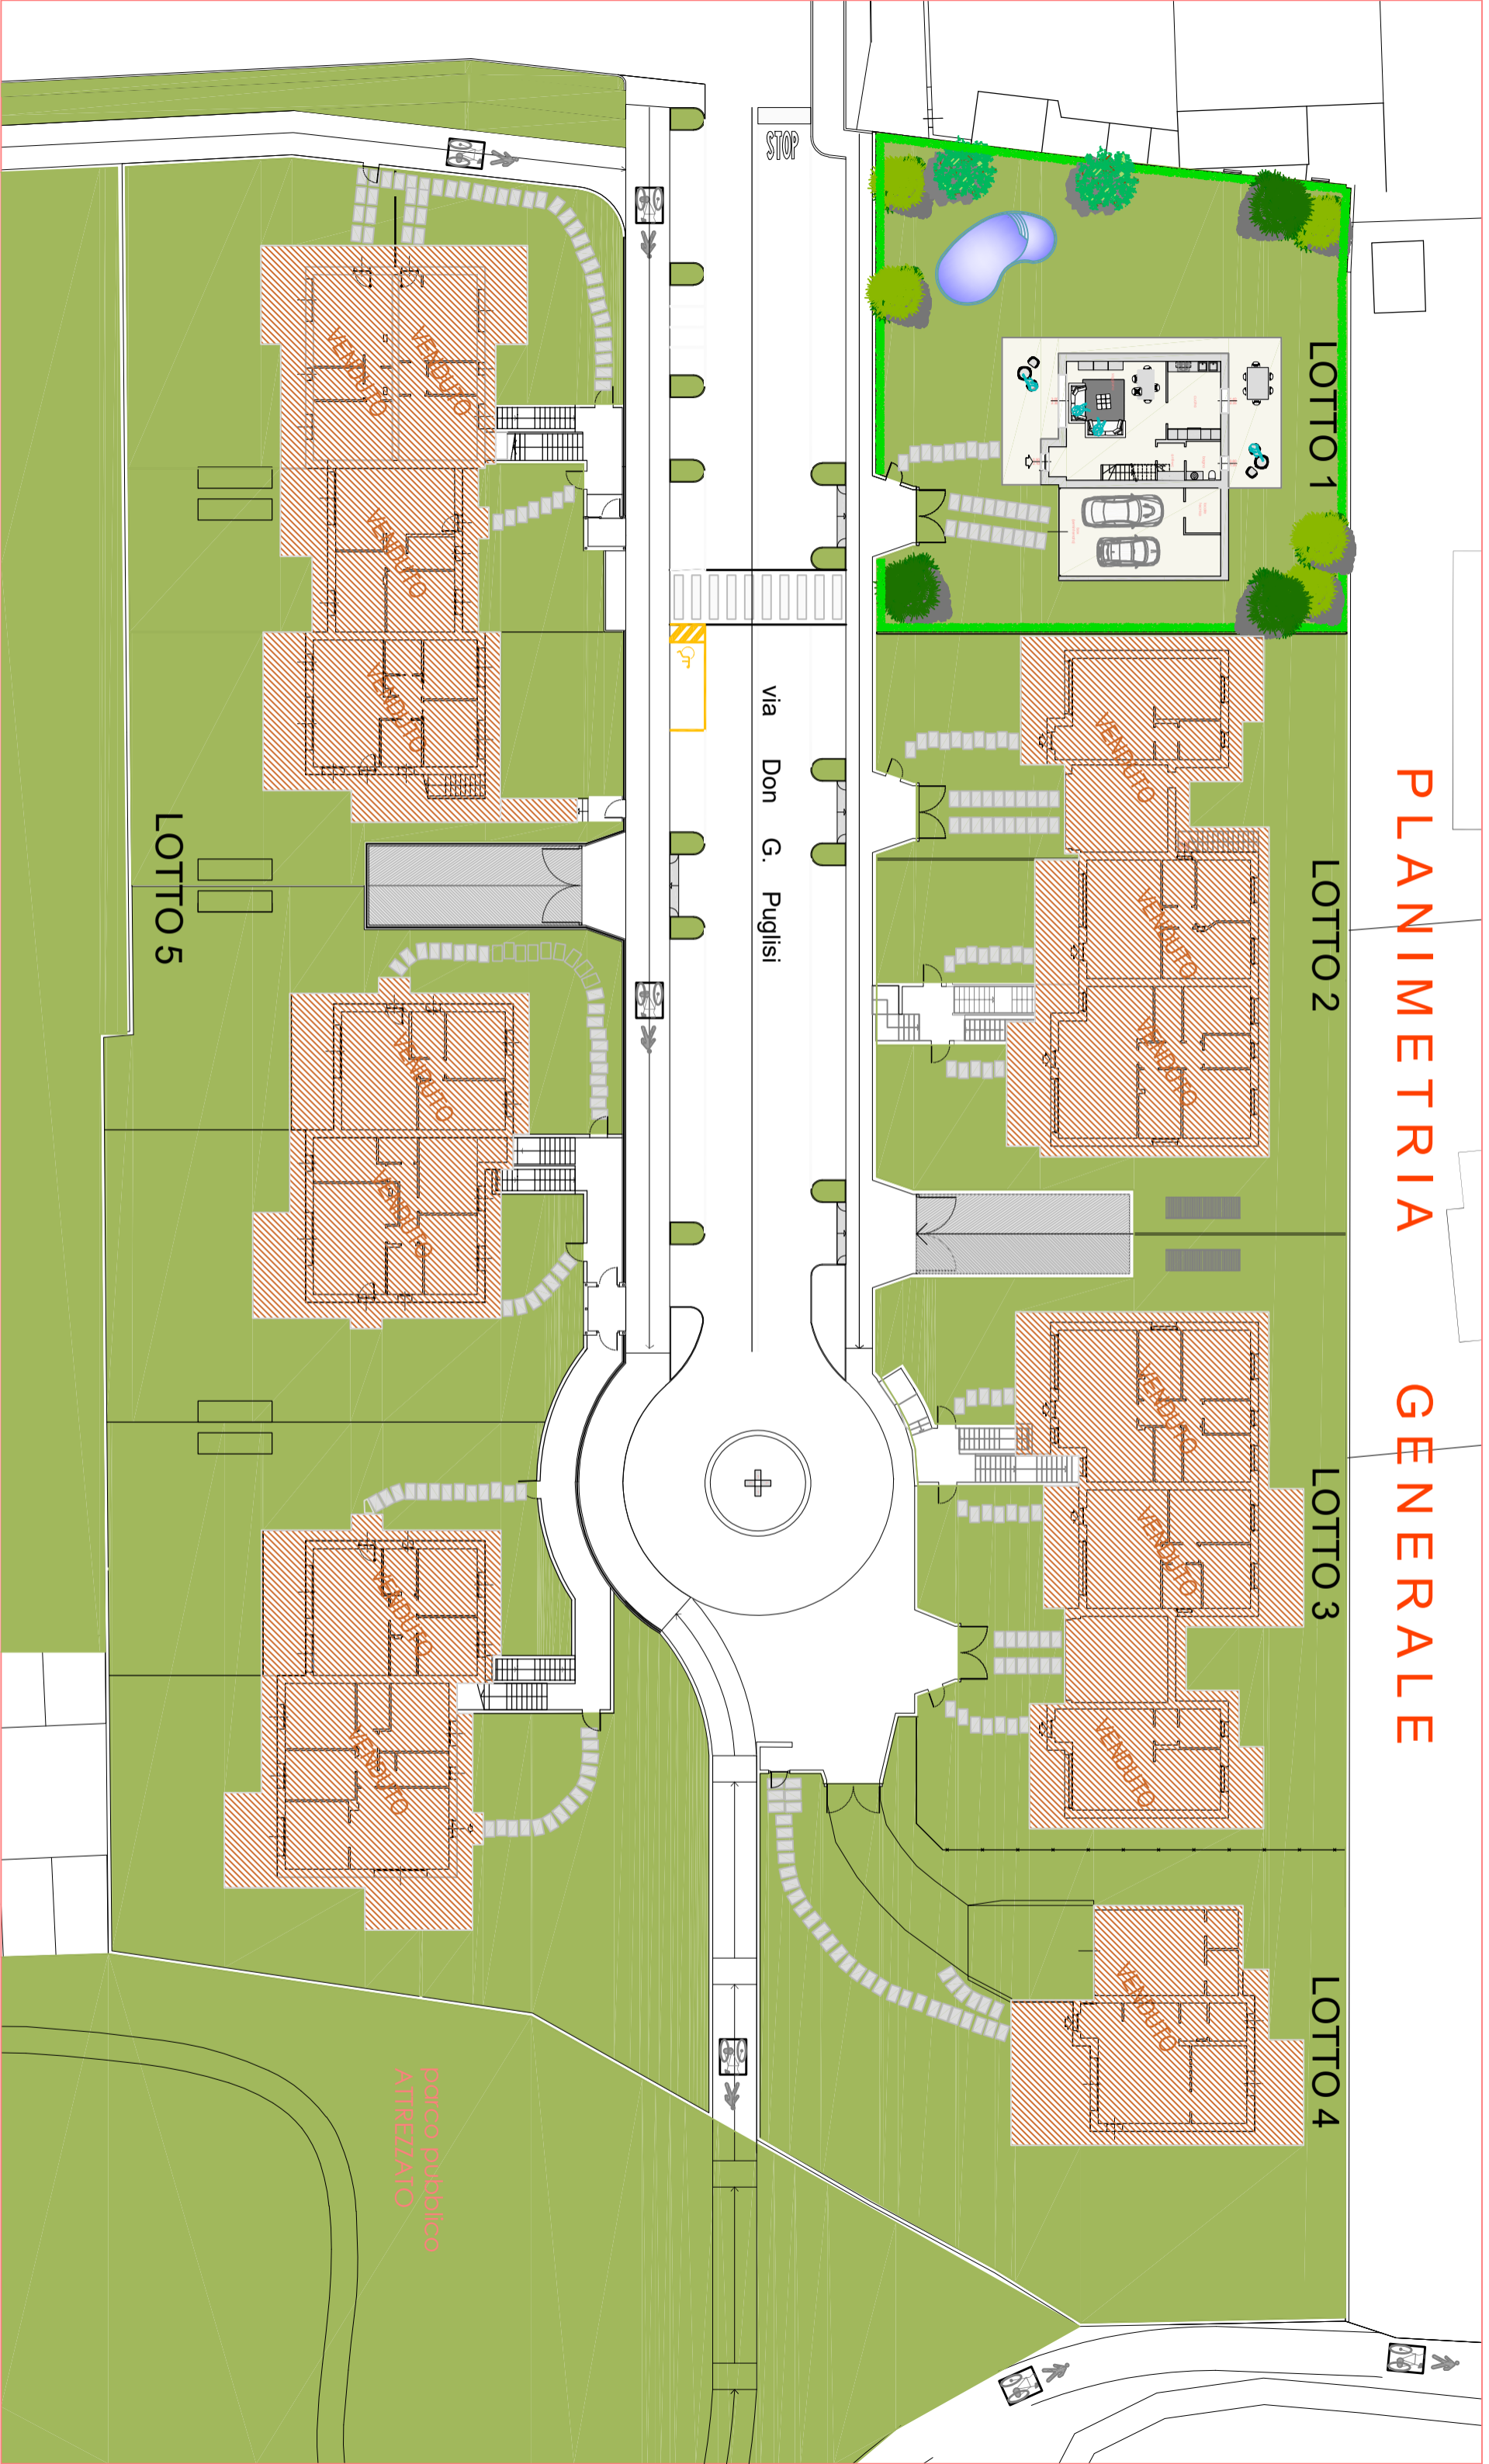 PLANIMETRIA GENERALE
LOTTO 1
LOTTO 2
LOTTO 3
LOTTO 4
VENDUTO
VENDUTO
VENDUTO
VENDUTO
VENDUTO
VENDUTO
VENDUTO
STOP
via Don G. Puglisi
VENDUTO
VENDUTO
VENDUTO
VENDUTO
VENDUTO
VENDUTO
VENDUTO
VENDUTO
parco pubblico
ATTREZZATO
LOTTO 5